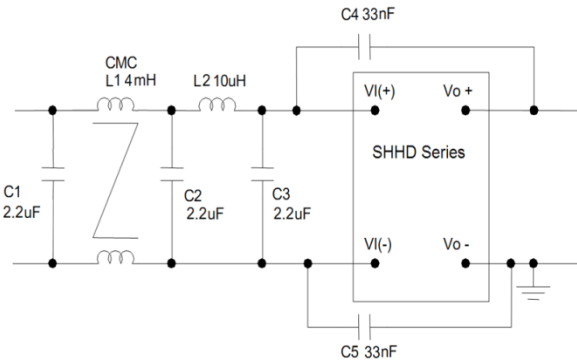 C4 33nF
CMC
L1 4mH
L2 10uH
VI(+)
Vo +
SHHD Series
C1
2.2uF
C2
2.2uF
C3
2.2uF
VI(-)
Vo -
C5 33nF